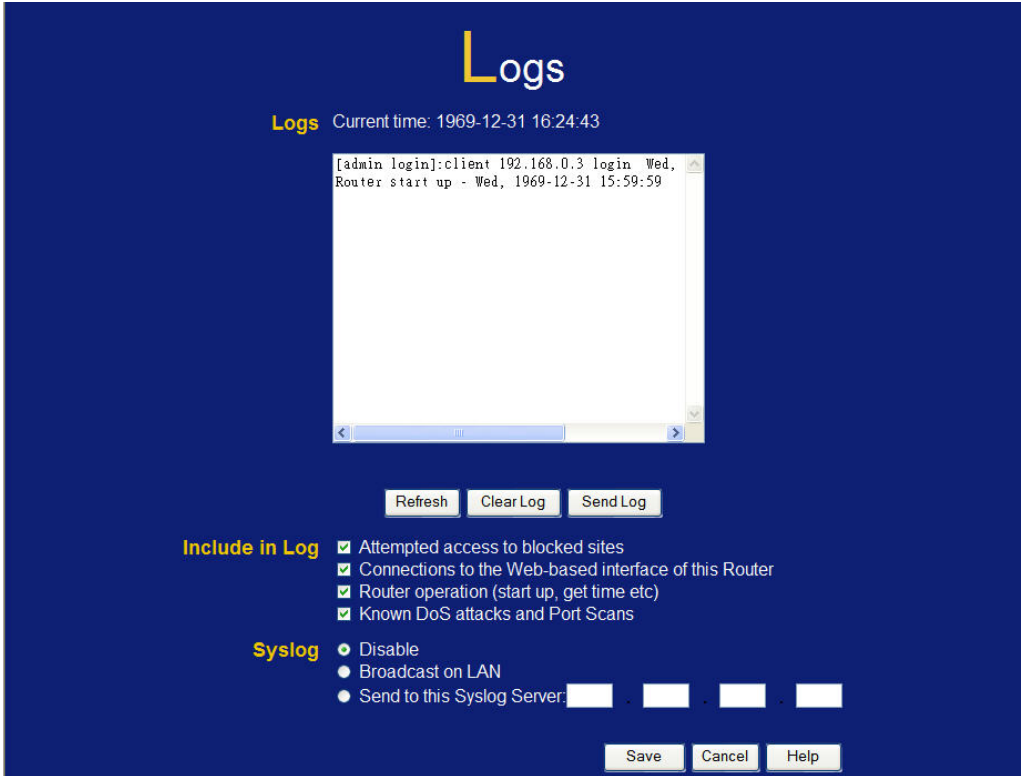 Logs
Logs Current time: 1969-12-31 16:24:43
[admin login]:client 192.168.0.3 login  Wed,
Router start up - Wed, 1969-12-31 15:59:59
Refresh Clear Log Send Log
Include in Log Attempted access to blocked sites
Connections to the Web-based interface of this Router
Router operation (start up, get time etc)
Known DoS attacks and Port Scans
Syslog Disable
Broadcast on LAN
Send to this Syslog Server: . . .
Save Cancel Help